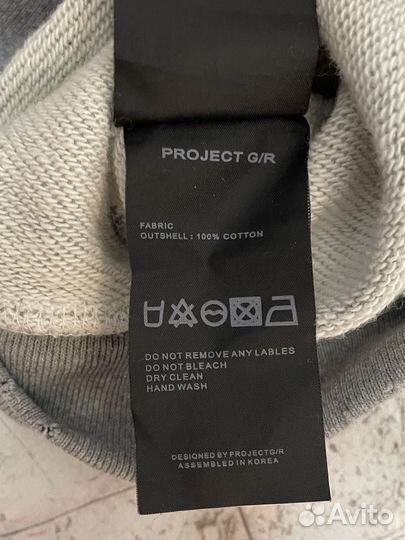 PROJECT G/R
FABRIC
OUTSHELL : 100% COTTON
DO NOT REMOVE ANY LABLES
DO NOT BLEACH
DRY CLEAN
HAND WASH
DESIGNED BY PROJECTG/R
ASSEMBLED IN KOREA
Avito